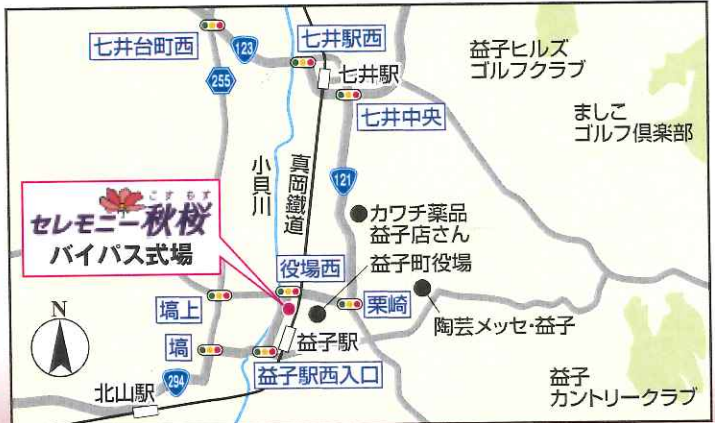 七井台町西
123
七井駅西
255
七井駅
七井中央
益子ヒルズ
ゴルフクラブ
ましこ
ゴルフ倶楽部
小貝川
真岡鐵道
121
こすもす
セレモニー秋桜
バイパス式場
カワチ薬品
益子店さん
役場西
益子町役場
塙上
栗崎
陶芸メッセ・益子
N
塙
益子駅
益子駅西入口
294
北山駅
益子
カントリークラブ